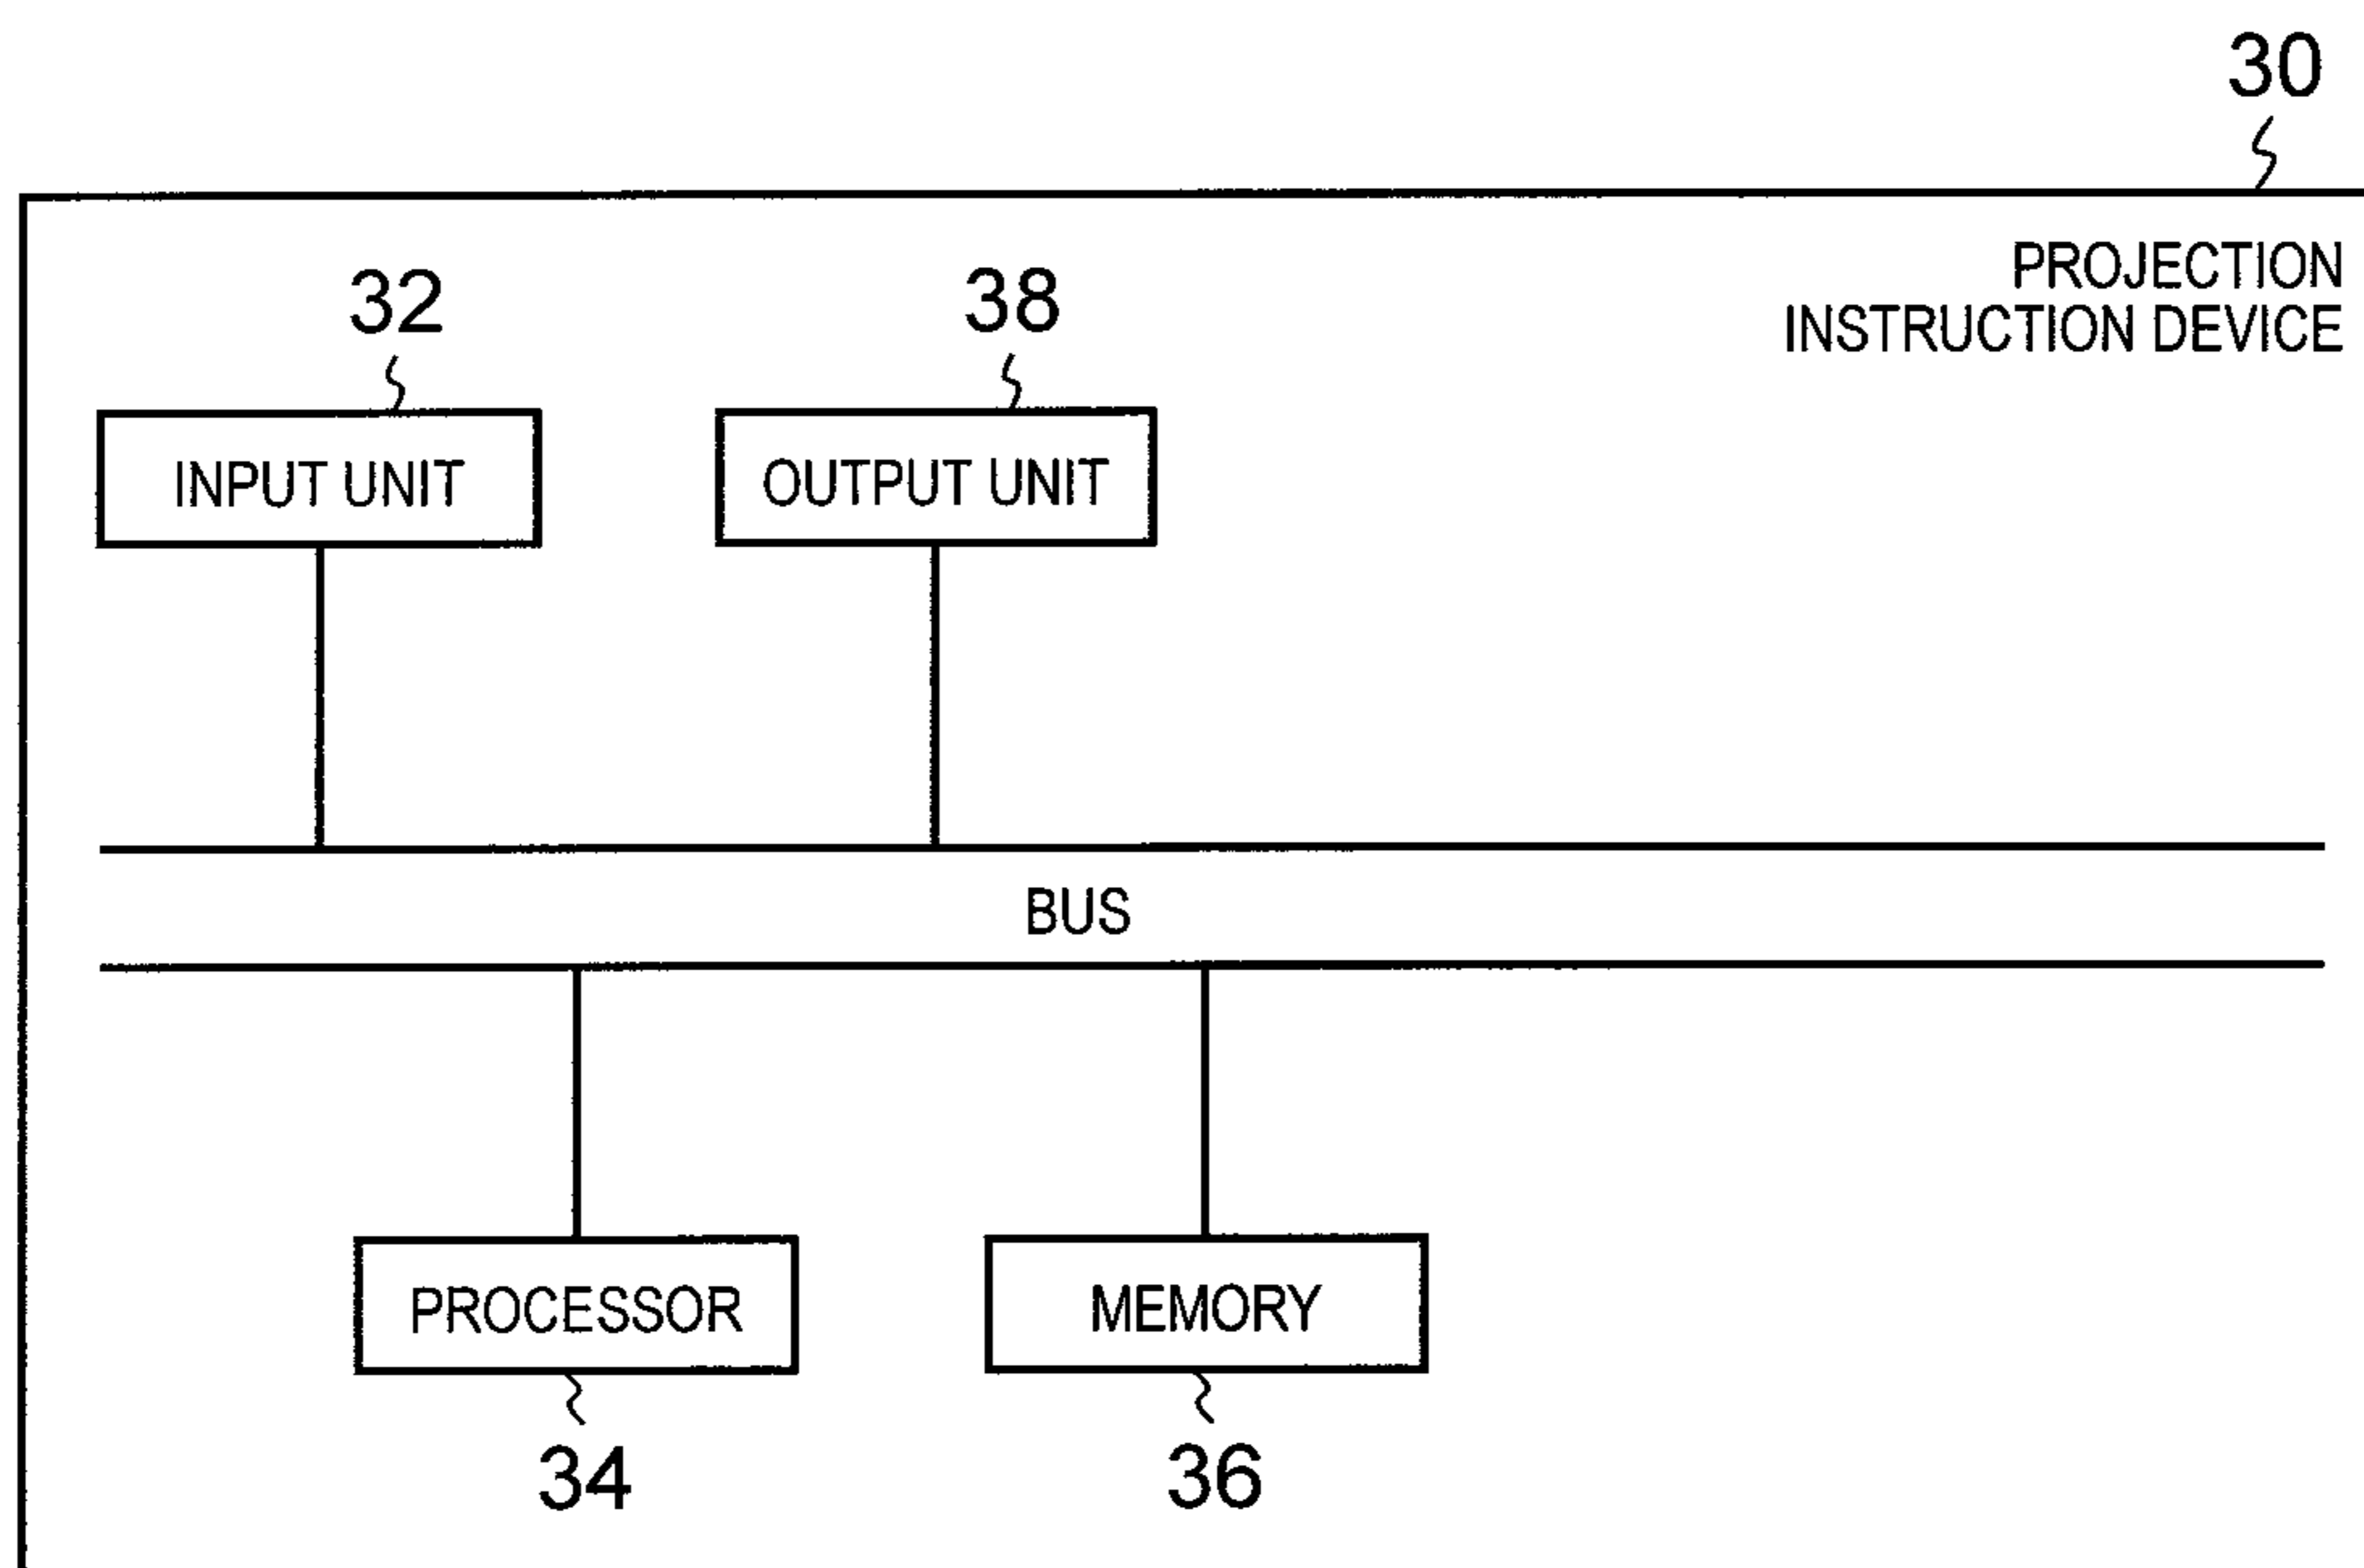 30
PROJECTION
INSTRUCTION DEVICE
32
38
INPUT UNIT
OUTPUT UNIT
BUS
PROCESSOR
MEMORY
34
36